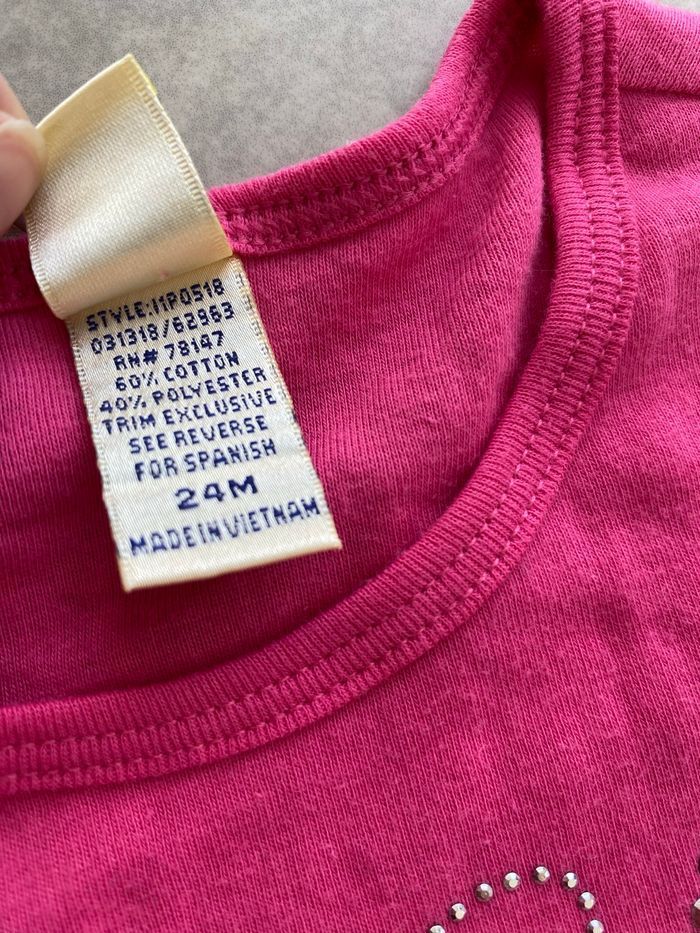 STYLE:11P0518
031318/62963
RN# 78147
60% COTTON
40% POLYESTER
TRIM EXCLUSIVE
SEE REVERSE
FOR SPANISH
24M
MADE IN VIETNAM